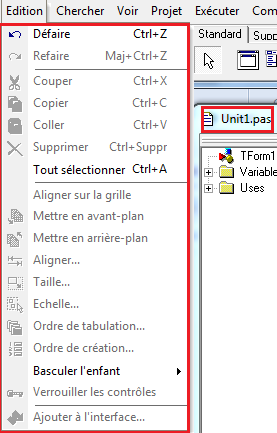 Edition Chercher Voir Projet Exécuter Com
Standard Supp
Défaire Ctrl+Z
Refaire Maj+Ctrl+Z
Couper Ctrl+X
Copier Ctrl+C
Coller Ctrl+V
Supprimer Ctrl+Suppr
Tout sélectionner Ctrl+A
Aligner sur la grille
Mettre en avant-plan
Mettre en arrière-plan
Aligner...
Taille...
Echelle...
Ordre de tabulation...
Ordre de création...
Basculer l'enfant
Verrouiller les contrôles
Ajouter à l'interface...
Unit1.pas
TForm1
Variable
Uses